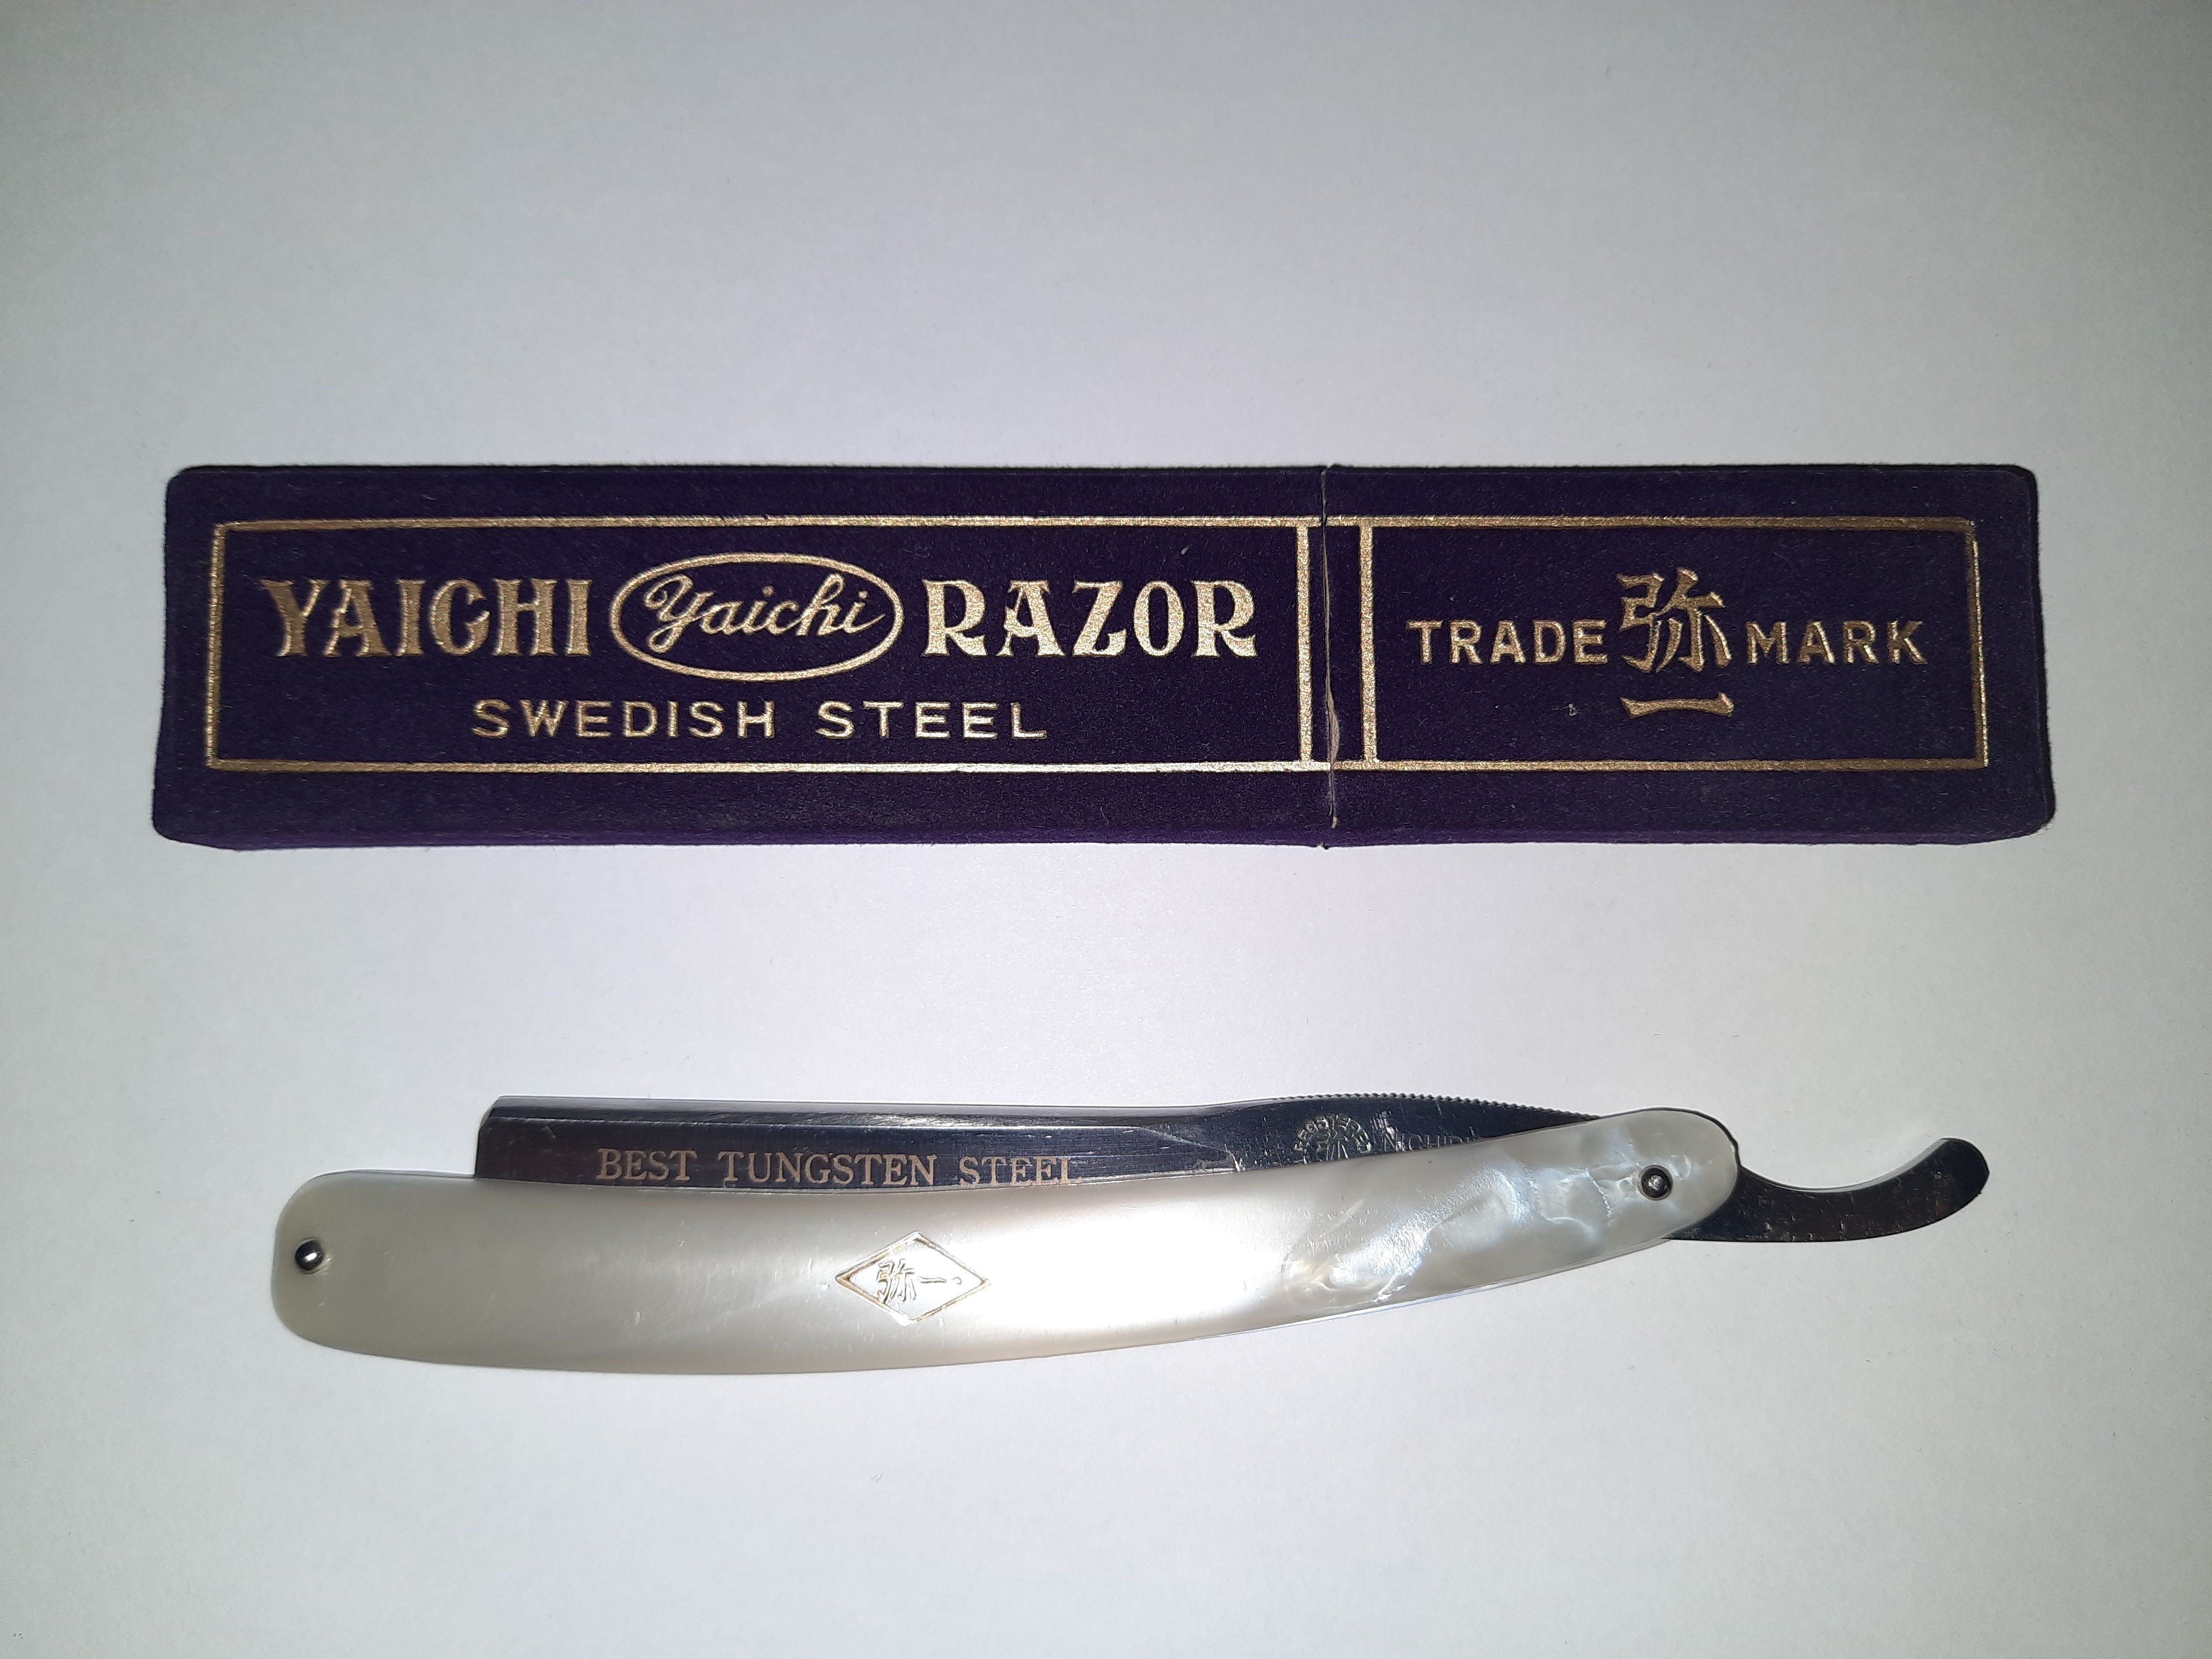 YAICHI Yaichi RAZOR
SWEDISH STEEL
TRADE 弥一 MARK
BEST TUNGSTEN STEEL
弥一